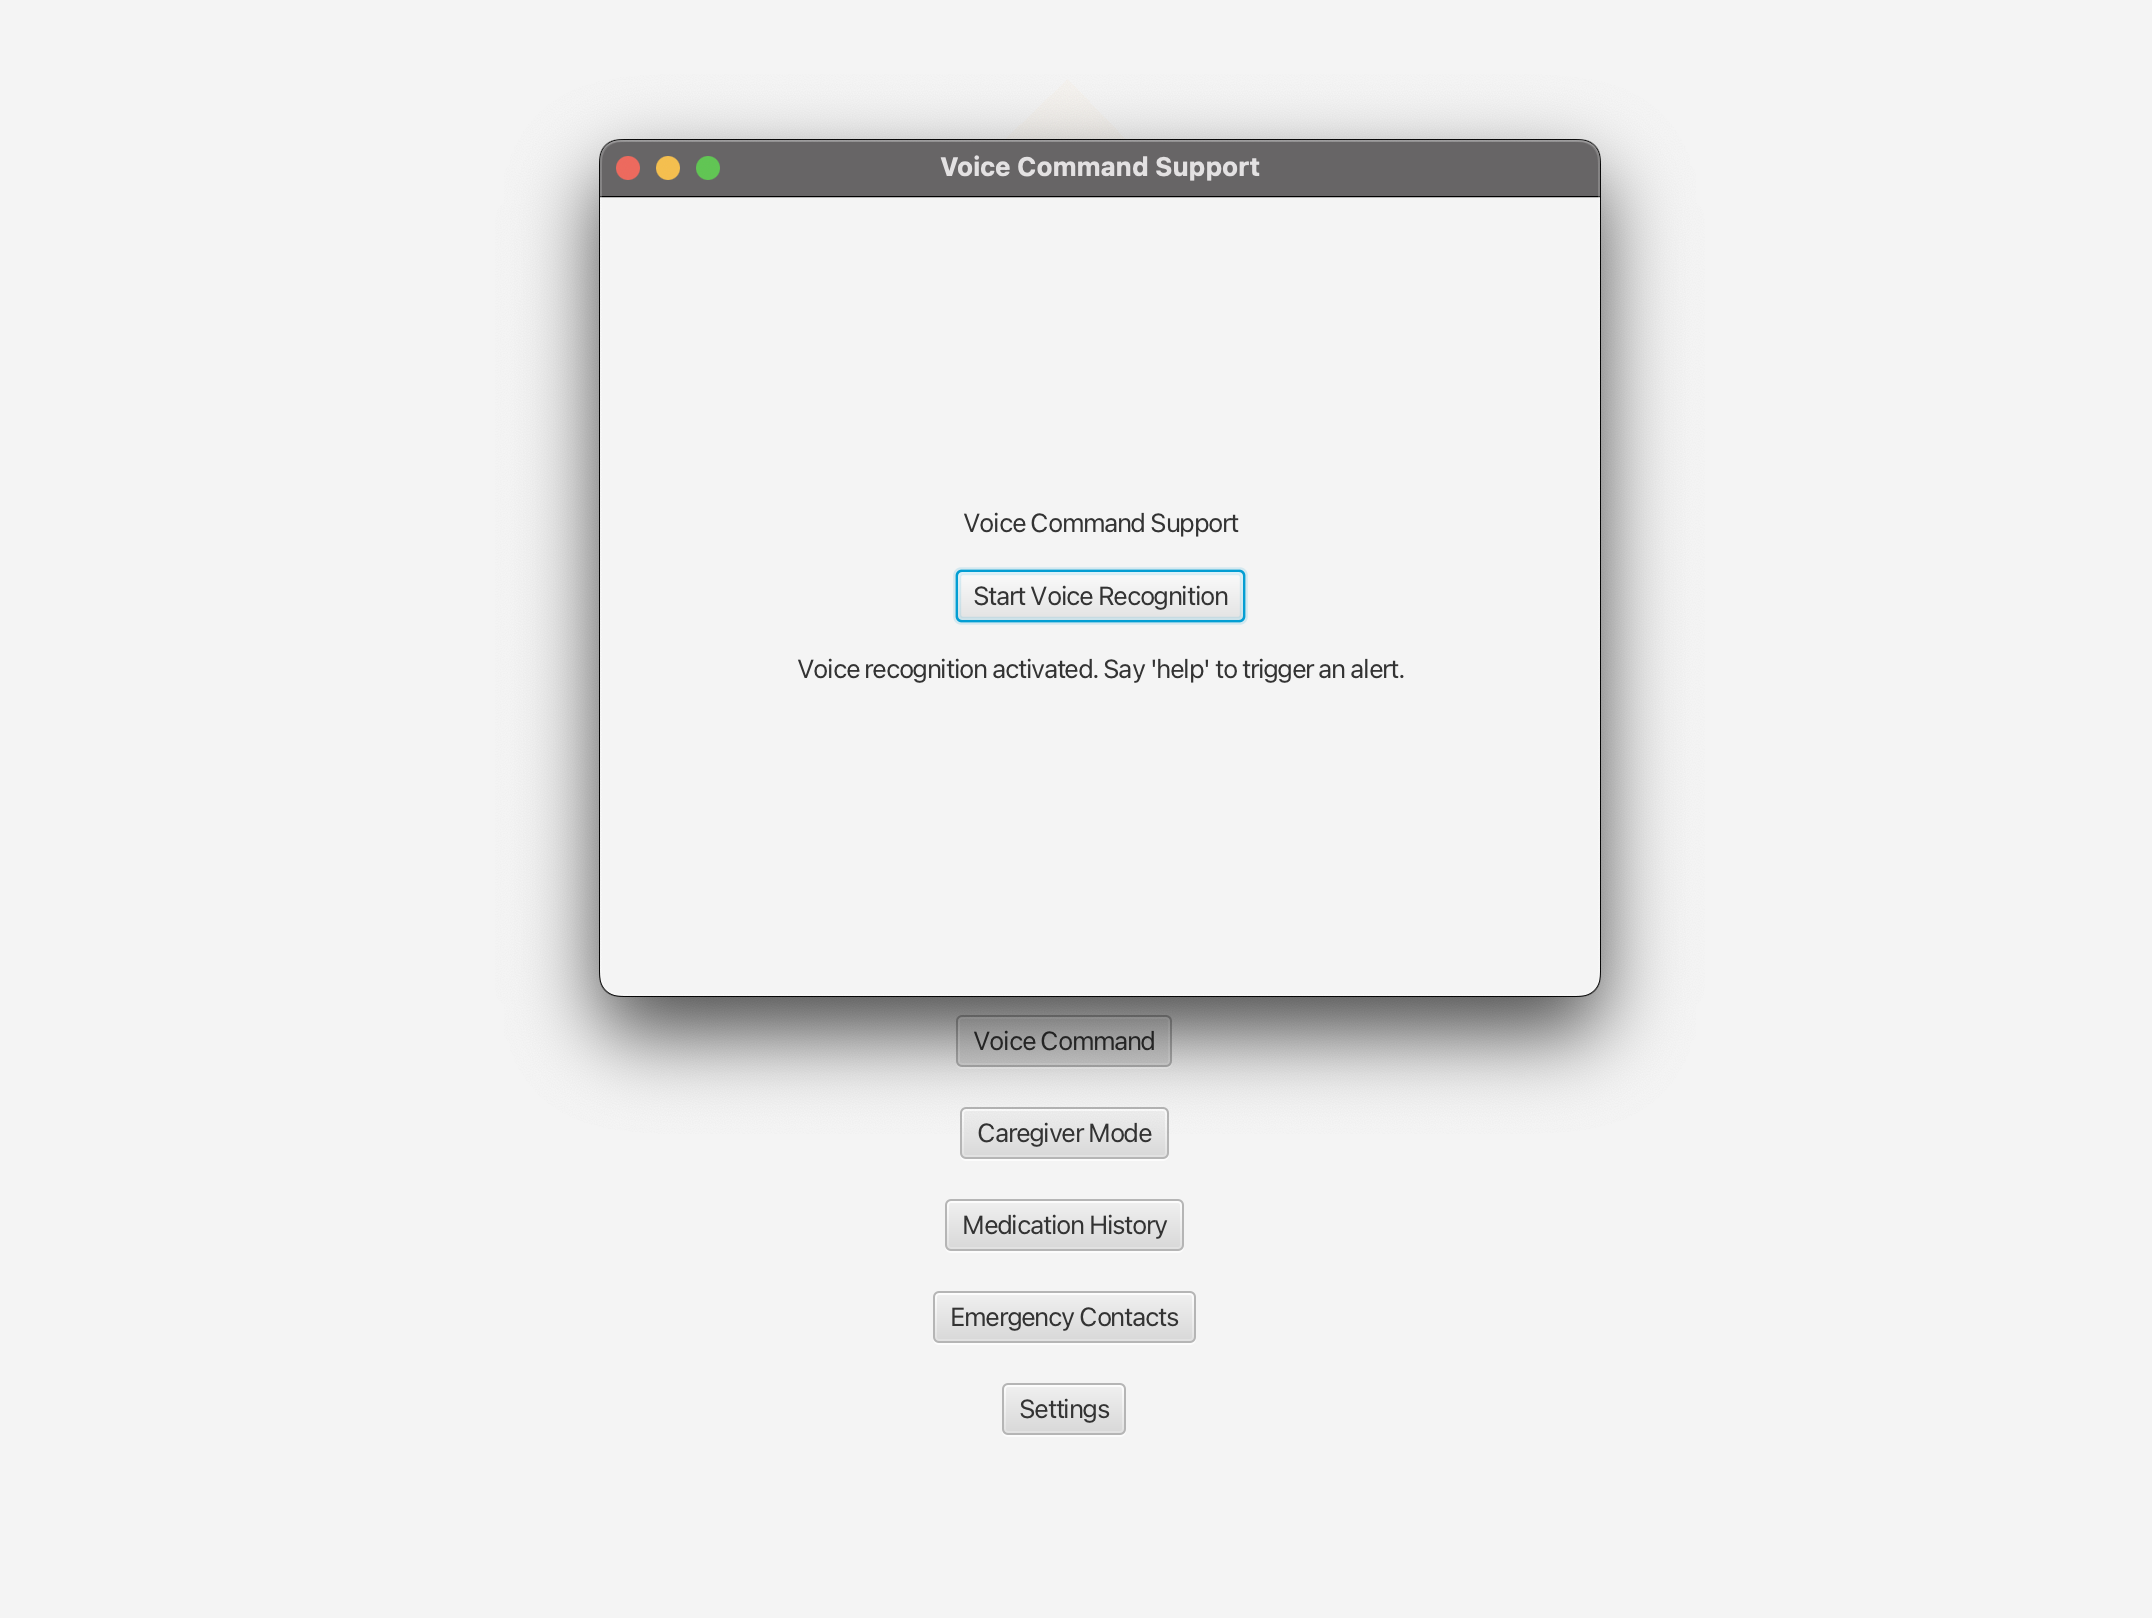 Voice Command Support
Voice Command Support
Start Voice Recognition
Voice recognition activated. Say 'help' to trigger an alert.
Voice Command
Caregiver Mode
Medication History
Emergency Contacts
Settings